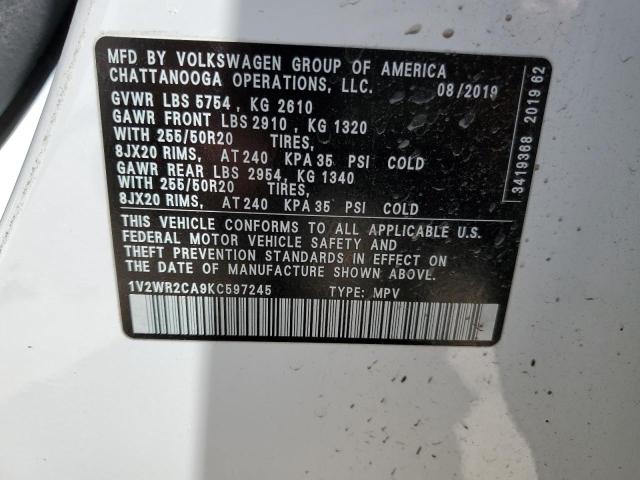 MFD BY VOLKSWAGEN GROUP OF AMERICA
CHATTANOOGA OPERATIONS, LLC. 08/2019
GVWR LBS 5754 , KG 2610
GAWR FRONT LBS 2910 , KG 1320
WITH 255/50R20 TIRES,
8JX20 RIMS, AT 240 KPA 35 PSI COLD
GAWR REAR LBS 2954, KG 1340
WITH 255/50R20 TIRES,
8JX20 RIMS, AT 240 KPA 35 PSI COLD
THIS VEHICLE CONFORMS TO ALL APPLICABLE U.S.
FEDERAL MOTOR VEHICLE SAFETY AND
THEFT PREVENTION STANDARDS IN EFFECT ON
THE DATE OF MANUFACTURE SHOWN ABOVE.
1V2WR2CA9KC597245 TYPE: MPV
3419368 2019 62